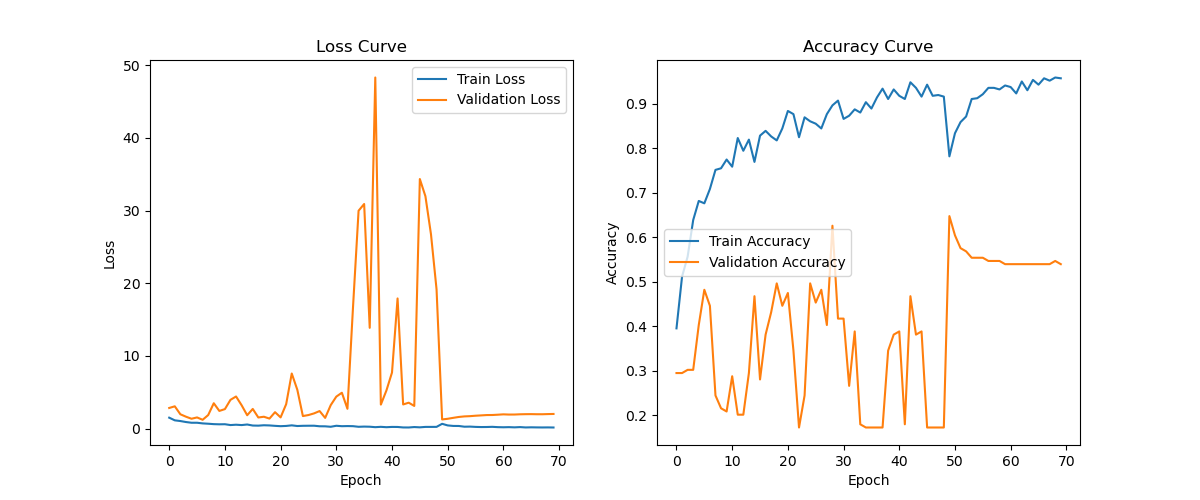 Loss Curve
50
40
30
20
10
0
Loss
0 10 20 30 40 50 60 70
Epoch
Train Loss
Validation Loss
Accuracy Curve
0.9
0.8
0.7
0.6
0.5
0.4
0.3
0.2
Accuracy
0 10 20 30 40 50 60 70
Epoch
Train Accuracy
Validation Accuracy